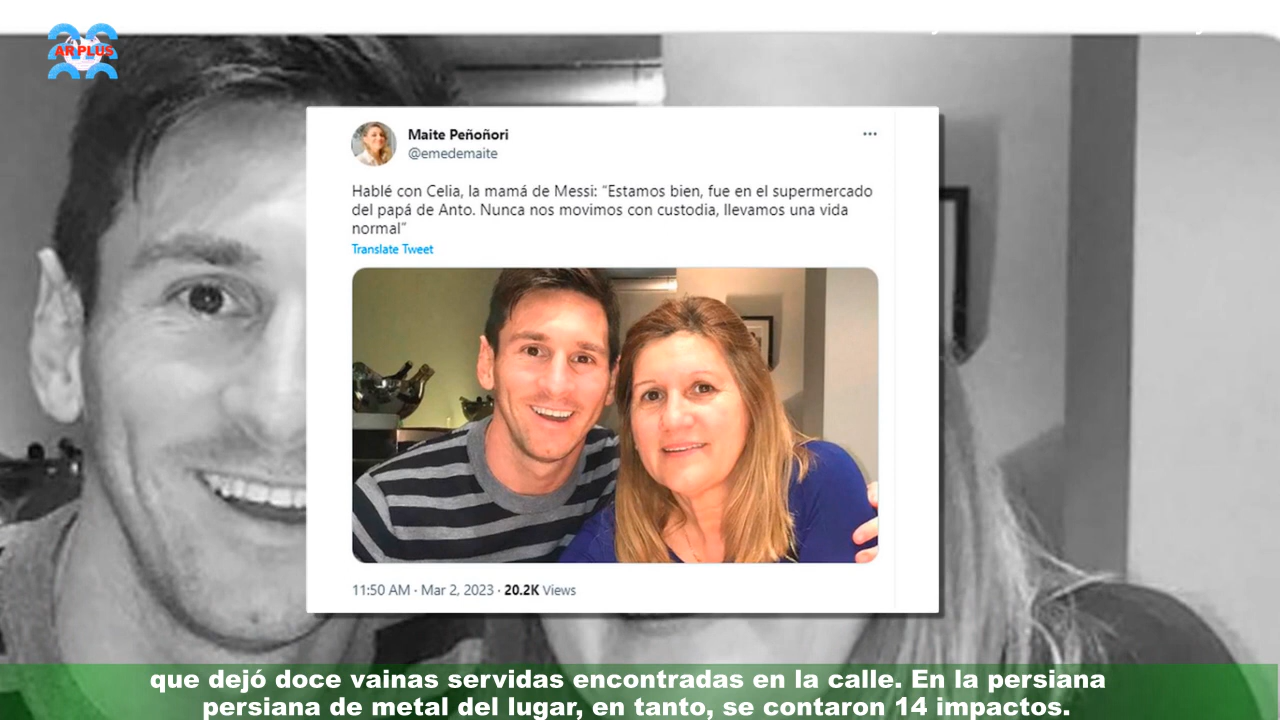 AR PLUS
Maite Peñoñori
@emedemaite
Hablé con Celia, la mamá de Messi: “Estamos bien, fue en el supermercado
del papá de Anto. Nunca nos movimos con custodia, llevamos una vida
normal”
Translate Tweet
11:50 AM · Mar 2, 2023 · 20.2K Views
que dejó doce vainas servidas encontradas en la calle. En la persiana
persiana de metal del lugar, en tanto, se contaron 14 impactos.